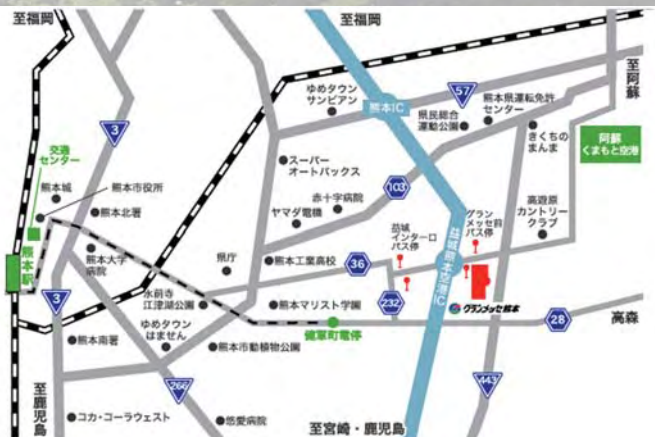 至福岡
至福岡
至阿蘇
ゆめタウン
サンピアン
熊本IC
57
県民総合
運動公園
熊本県運転免許
センター
きくちの
まんま
阿蘇
くまもと空港
3
交通
センター
熊本城
熊本市役所
熊本北署
スーパー
オートバックス
103
赤十字病院
ヤマダ電機
益城
インター口
バス停
グラン
メッセ前
バス停
高遊原
カントリー
クラブ
熊本駅
熊本大学
病院
県庁
熊本工業高校
36
益城熊本空港IC
水前寺
江津湖公園
熊本マリスト学園
232
グランメッセ熊本
3
ゆめタウン
はません
健軍町電停
28
高森
熊本南署
熊本市動植物公園
至鹿児島
266
443
コカ・コーラウェスト
悠愛病院
至宮崎・鹿児島